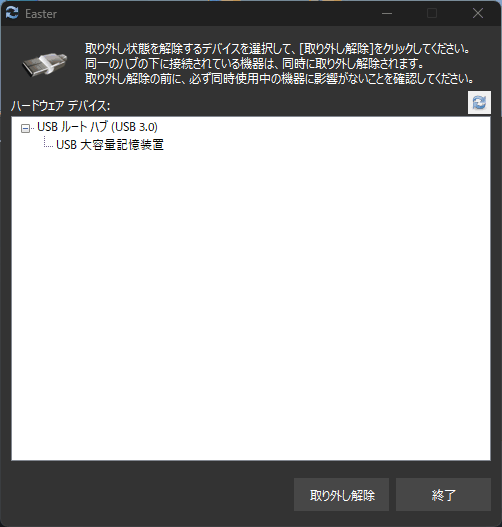 Easter
取り外し状態を解除するデバイスを選択して、[取り外し解除]をクリックしてください。
同一のハブの下に接続されている機器は、同時に取り外し解除されます。
取り外し解除の前に、必ず同時使用中の機器に影響がないことを確認してください。
ハードウェア デバイス:
USB ルート ハブ (USB 3.0)
USB 大容量記憶装置
取り外し解除
終了